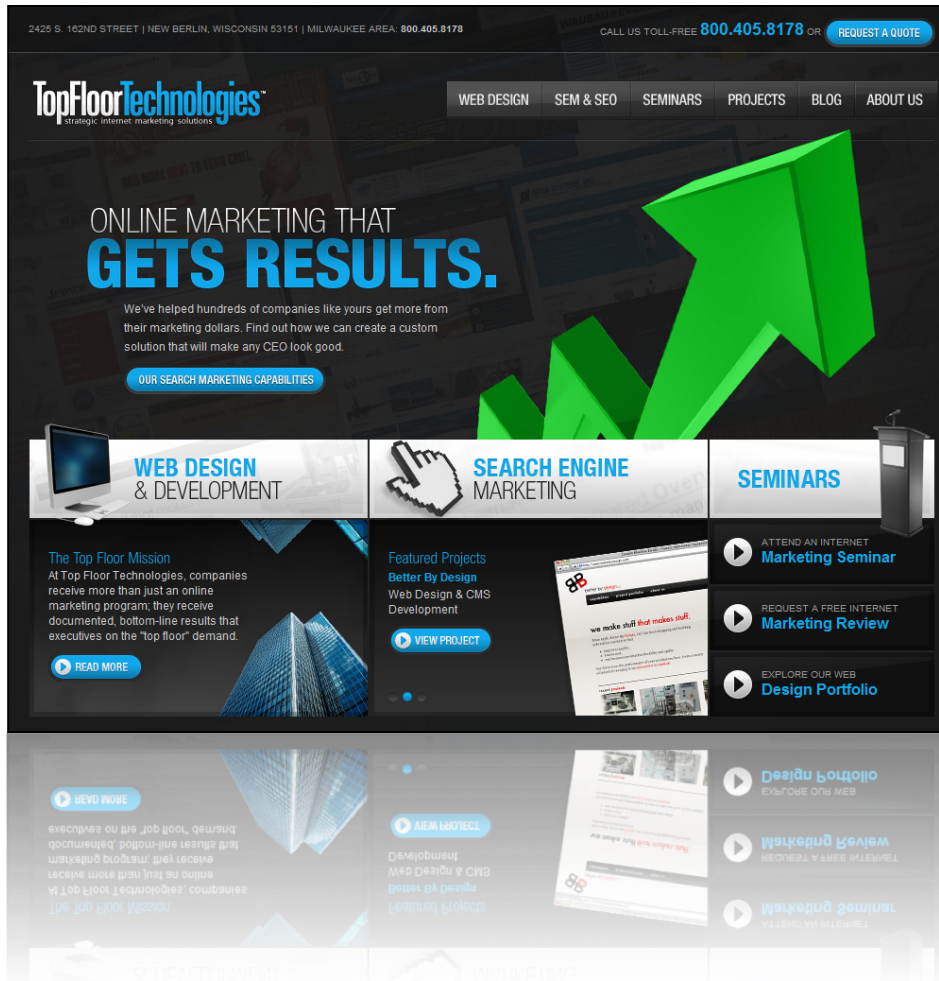 2425 S. 162ND STREET | NEW BERLIN, WISCONSIN 53151 | MILWAUKEE AREA: 800.405.8178
CALL US TOLL-FREE 800.405.8178 OR REQUEST A QUOTE
TopFloorTechnologies™
strategic internet marketing solutions
WEB DESIGN SEM & SEO SEMINARS PROJECTS BLOG ABOUT US
ONLINE MARKETING THAT
GETS RESULTS.
We've helped hundreds of companies like yours get more from
their marketing dollars. Find out how we can create a custom
solution that will make any CEO look good.
OUR SEARCH MARKETING CAPABILITIES
WEB DESIGN
& DEVELOPMENT
The Top Floor Mission
At Top Floor Technologies, companies
receive more than just an online
marketing program; they receive
documented, bottom-line results that
executives on the "top floor" demand.
READ MORE
SEARCH ENGINE
MARKETING
Featured Projects
Better By Design
Web Design & CMS
Development
VIEW PROJECT
better by design
we make stuff that makes stuff.
SEMINARS
ATTEND AN INTERNET
Marketing Seminar
REQUEST A FREE INTERNET
Marketing Review
EXPLORE OUR WEB
Design Portfolio